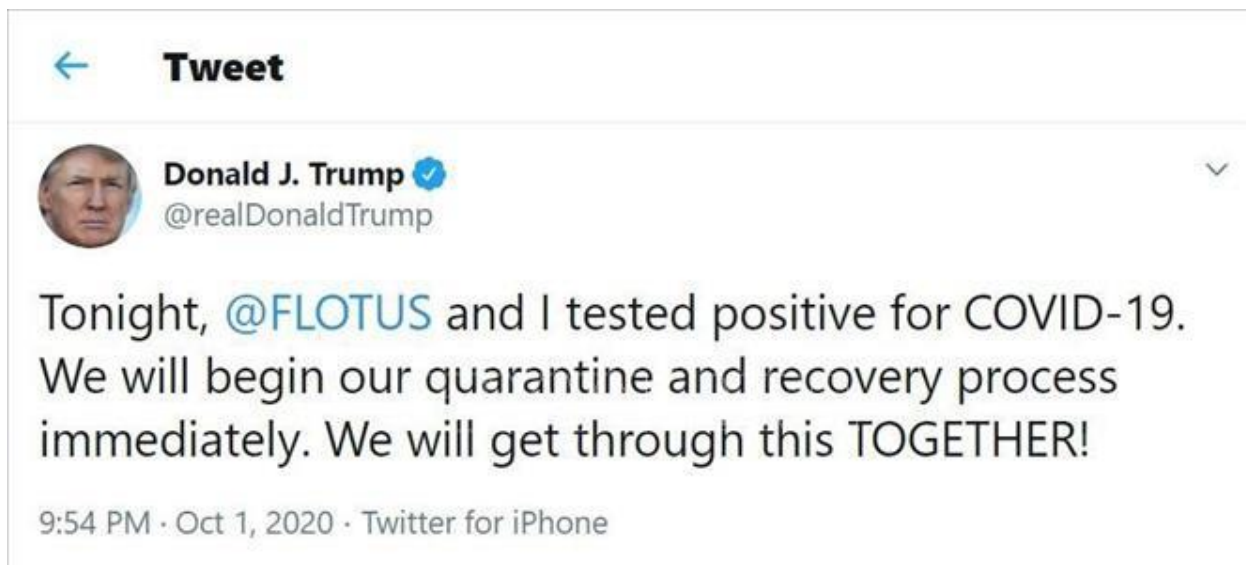 Tweet
Donald J. Trump
@realDonaldTrump
Tonight, @FLOTUS and I tested positive for COVID-19.
We will begin our quarantine and recovery process
immediately. We will get through this TOGETHER!
9:54 PM · Oct 1, 2020 · Twitter for iPhone